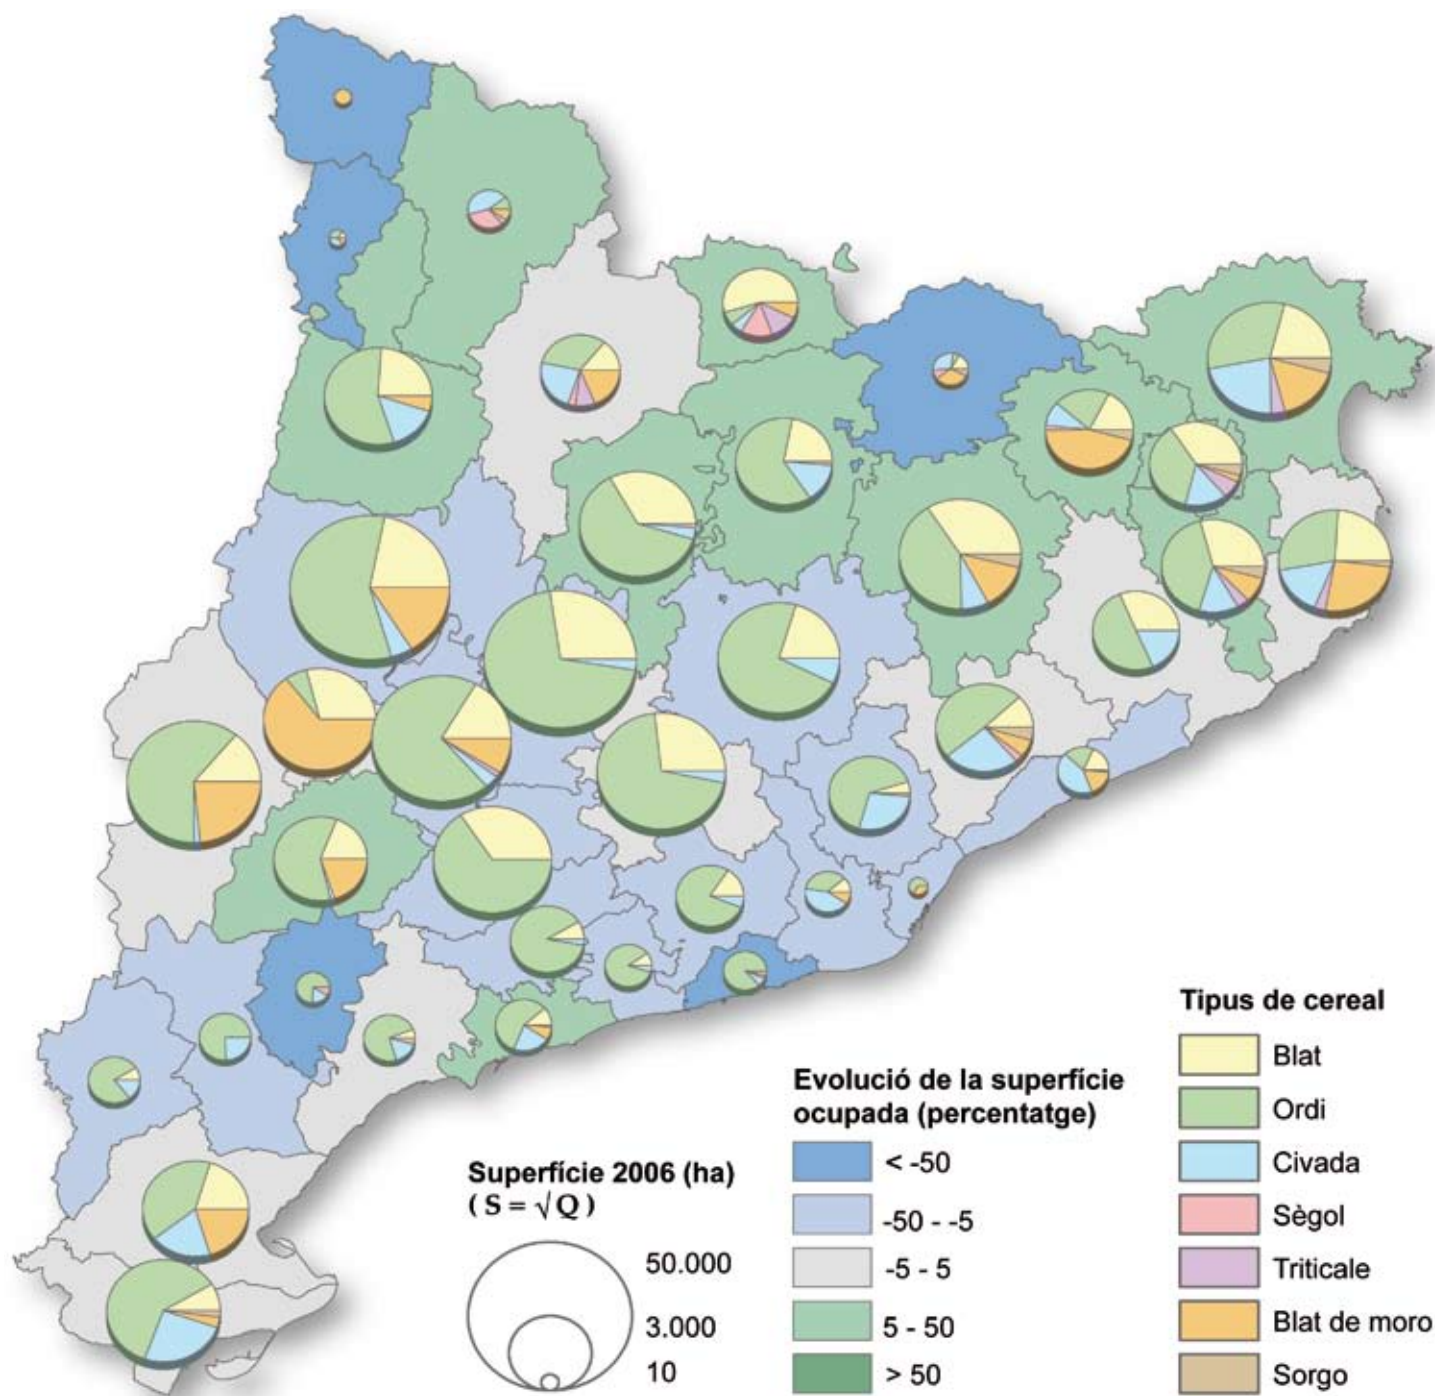 Superfície 2006 (ha)
( S = √ Q )
50.000
3.000
10
Evolució de la superfície
ocupada (percentatge)
< -50
-50 - -5
-5 - 5
5 - 50
> 50
Tipus de cereal
Blat
Ordi
Civada
Sègol
Triticale
Blat de moro
Sorgo